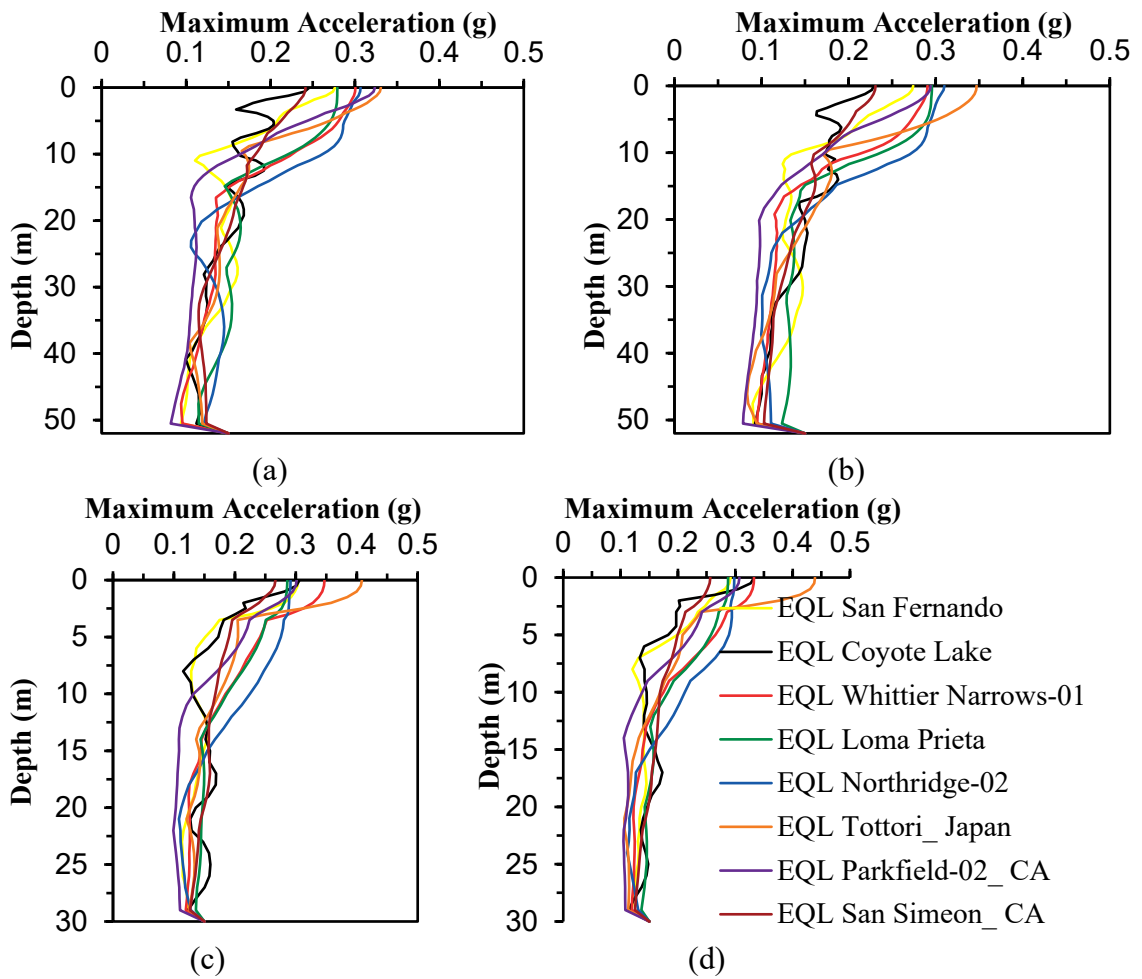 Maximum Acceleration (g)
0 0.1 0.2 0.3 0.4 0.5
0
10
20
30
40
50
Depth (m)
(a)
Maximum Acceleration (g)
0 0.1 0.2 0.3 0.4 0.5
0
10
20
30
40
50
Depth (m)
(b)
Maximum Acceleration (g)
0 0.1 0.2 0.3 0.4 0.5
0
5
10
15
20
25
30
Depth (m)
(c)
Maximum Acceleration (g)
0 0.1 0.2 0.3 0.4 0.5
0
5
10
15
20
25
30
Depth (m)
EQL San Fernando
EQL Coyote Lake
EQL Whittier Narrows-01
EQL Loma Prieta
EQL Northridge-02
EQL Tottori_ Japan
EQL Parkfield-02_ CA
EQL San Simeon_ CA
(d)